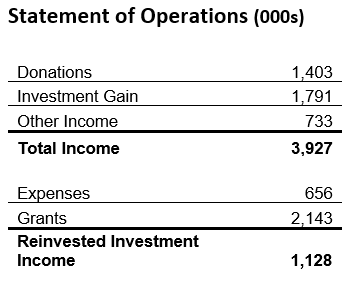 Statement of Operations (000s)
Donations 1,403
Investment Gain 1,791
Other Income 733
Total Income 3,927
Expenses 656
Grants 2,143
Reinvested Investment
Income 1,128